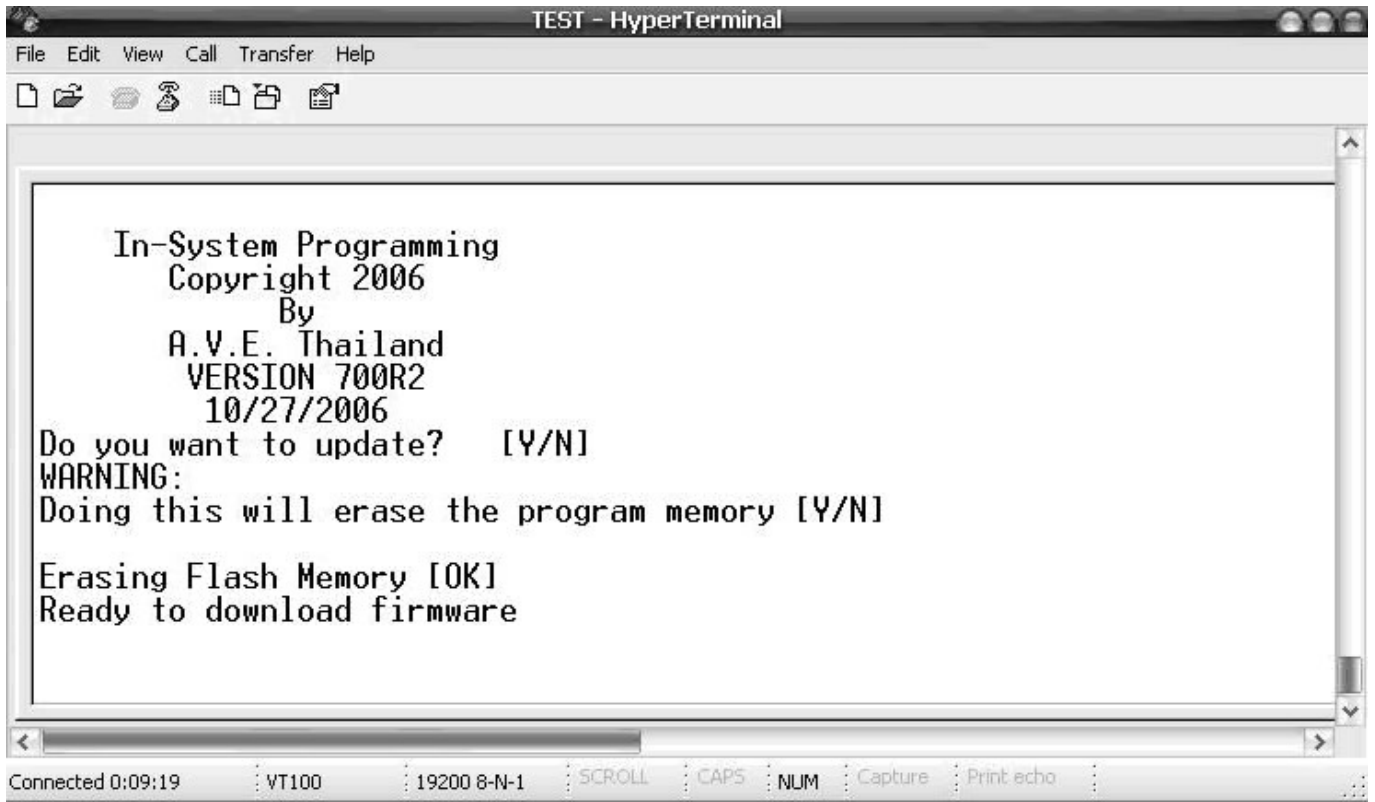 TEST - HyperTerminal
File Edit View Call Transfer Help
In-System Programming
Copyright 2006
By
A.V.E. Thailand
VERSION 700R2
10/27/2006
Do you want to update? [Y/N]
WARNING:
Doing this will erase the program memory [Y/N]
Erasing Flash Memory [OK]
Ready to download firmware
Connected 0:09:19 VT100 19200 8-N-1 SCROLL CAPS NUM Capture Print echo